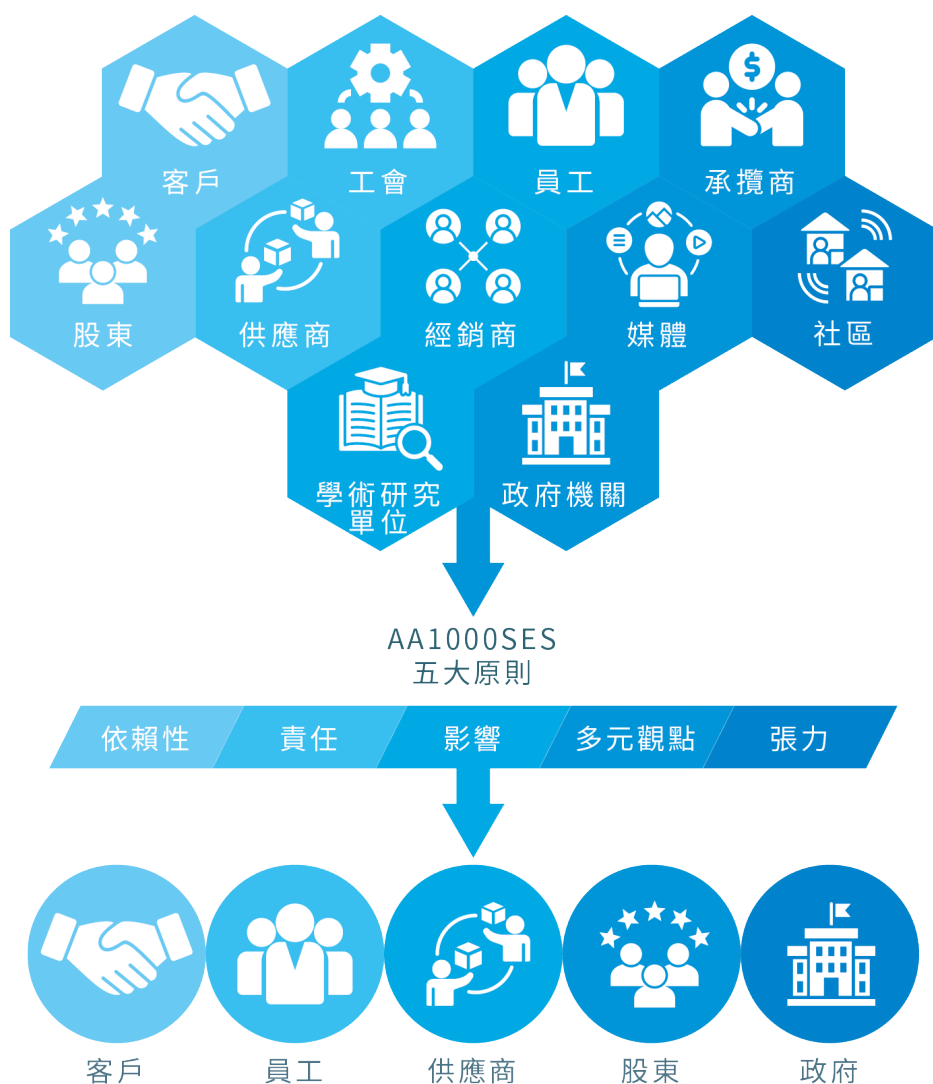 客戶
工會
員工
承攬商
股東
供應商
經銷商
媒體
社區
學術研究
單位
政府機關
AA1000SES
五大原則
依賴性
責任
影響
多元觀點
張力
客戶
員工
供應商
股東
政府